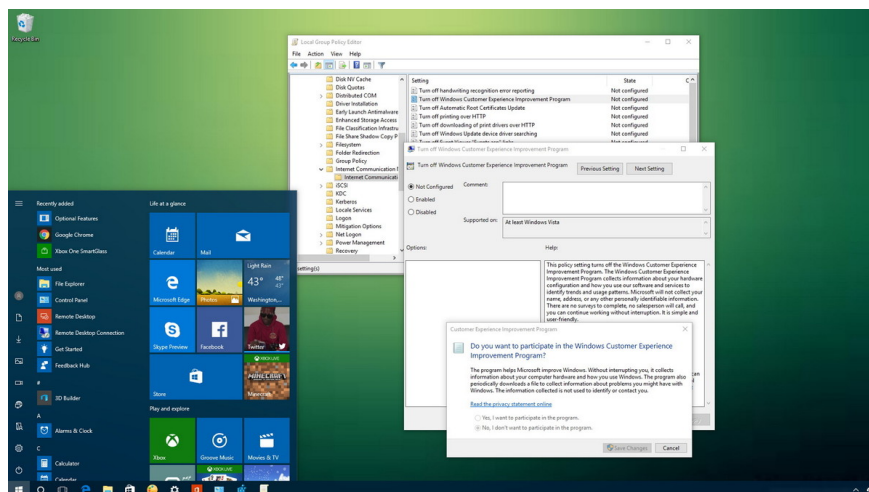 Recycle Bin
Local Group Policy Editor
File Action View Help
Disk NV Cache
Disk Quotas
Distributed COM
Driver Installation
Early Launch Antimalware
Enhanced Storage Access
File Classification Infrastru
File Share Shadow Copy P
Filesystem
Folder Redirection
Group Policy
Internet Communication
Internet Communicati
iSCSI
KDC
Kerberos
Locale Services
Logon
Mitigation Options
Net Logon
Power Management
Recovery
setting(s)
Setting State
Turn off handwriting recognition error reporting Not configured
Turn off Windows Customer Experience Improvement Program Not configured
Turn off Automatic Root Certificates Update Not configured
Turn off printing over HTTP Not configured
Turn off downloading of print drivers over HTTP Not configured
Turn off Windows Update device driver searching Not configured
Turn off Windows Customer Experience Improvement Program
Turn off Windows Customer Experience Improvement Program
Previous Setting Next Setting
Not Configured Comment:
Enabled
Disabled
Supported on: At least Windows Vista
Options: Help:
This policy setting turns off the Windows Customer Experience
Improvement Program. The Windows Customer Experience
Improvement Program collects information about your hardware
configuration and how you use our software and services to
identify trends and usage patterns. Microsoft will not collect your
name, address, or any other personally identifiable information.
There are no surveys to complete, no salesperson will call, and
you can continue working without interruption. It is simple and
user-friendly.
can
Customer Experience Improvement Program
Do you want to participate in the Windows Customer Experience
Improvement Program?
The program helps Microsoft improve Windows. Without interrupting you, it collects
information about your computer hardware and how you use Windows. The program also
periodically downloads a file to collect information about problems you might have with
Windows. The information collected is not used to identify or contact you.
Read the privacy statement online
Yes, I want to participate in the program.
No, I don't want to participate in the program.
Save Changes Cancel
Recently added
Optional Features
Google Chrome
Xbox One SmartGlass
Most used
File Explorer
Control Panel
Remote Desktop
Remote Desktop Connection
Get Started
Feedback Hub
#
3D Builder
A
Alarms & Clock
C
Calculator
Calendar
Life at a glance
Calendar
Mail
Microsoft Edge
Photos
Light Rain
43° 48°
Washington,...
Skype Preview
Facebook
Twitter
Store
XBOX LIVE
MINECRAFT
Minecraft
Play and explore
Xbox
Groove Music
Movies & TV
XBOX LIVE